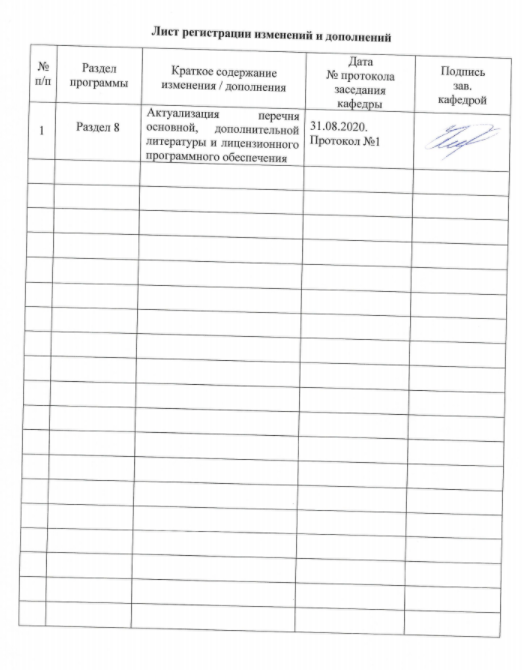 Лист регистрации изменений и дополнений
№
п/п
Раздел
программы
Краткое содержание
изменения / дополнения
Дата
№ протокола
заседания
кафедры
Подпись
зав.
кафедрой
1
Раздел 8
Актуализация перечня
основной, дополнительной
литературы и лицензионного
программного обеспечения
31.08.2020.
Протокол №1